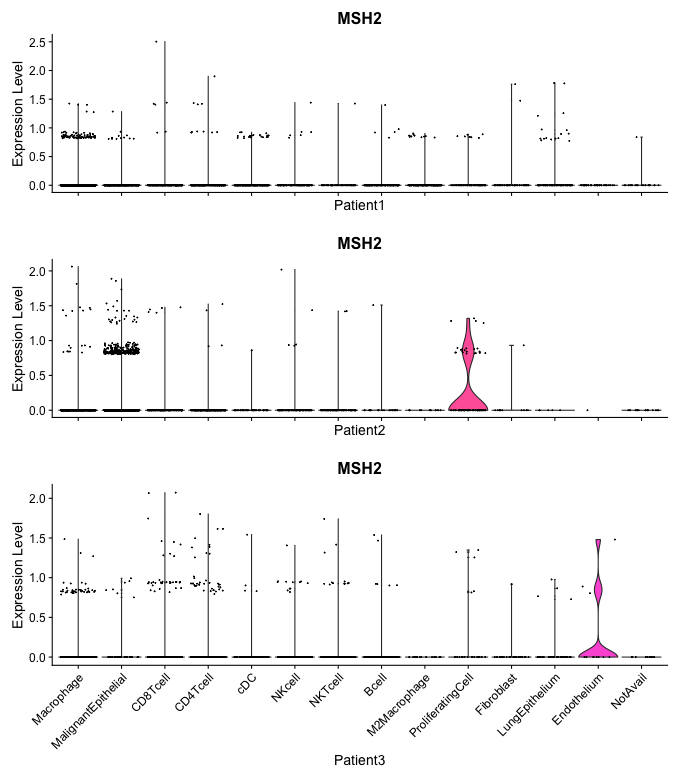 MSH2
Expression Level
2.5
2.0
1.5
1.0
0.5
0.0
Patient1
MSH2
Expression Level
2.0
1.5
1.0
0.5
0.0
Patient2
MSH2
Expression Level
2.0
1.5
1.0
0.5
0.0
Macrophage
MalignantEpithelial
CD8Tcell
CD4Tcell
cDC
NKcell
NKTcell
Bcell
M2Macrophage
ProliferatingCell
Fibroblast
LungEpithelium
Endothelium
NotAvail
Patient3